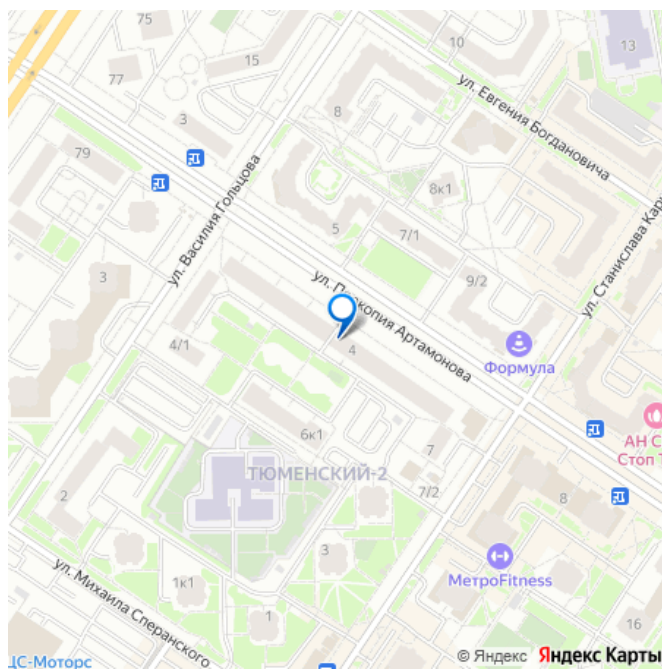 75
77
15
10
13
3
8
ул. Евгения Богдановича
79
ул. Василия Гольцова
8к1
5
7/1
3
9/2
ул. Станислава Кар
ул. Прокопия Артамонова
4/1
4
Формула
6к1
7
АН С
Стоп Т
ТЮМЕНСКИЙ-2
7/2
2
8
3
МетроFitness
1к1
ул. Михаила Сперанского
1
16
ЦС-Моторс
© Яндекс Яндекс Карты